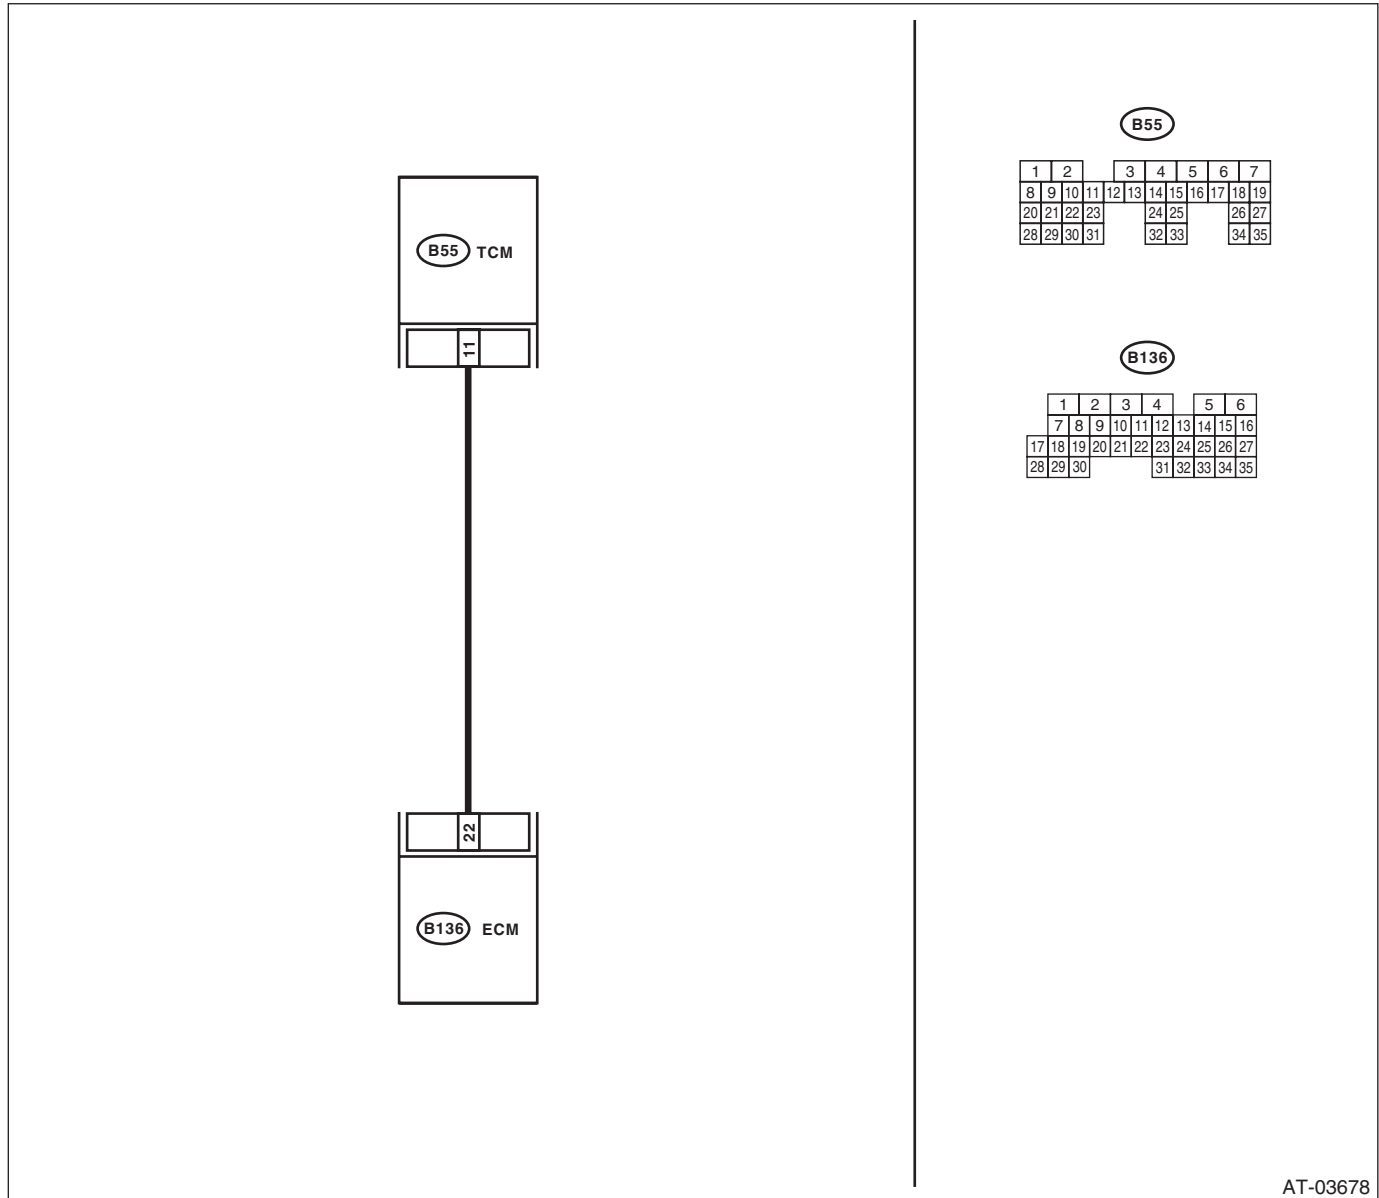 B55 TCM
11
22
B136 ECM
B55
1 2 3 4 5 6 7
8 9 10 11 12 13 14 15 16 17 18 19
20 21 22 23 24 25 26 27
28 29 30 31 32 33 34 35
B136
1 2 3 4 5 6
7 8 9 10 11 12 13 14 15 16
17 18 19 20 21 22 23 24 25 26 27
28 29 30 31 32 33 34 35
AT-03678